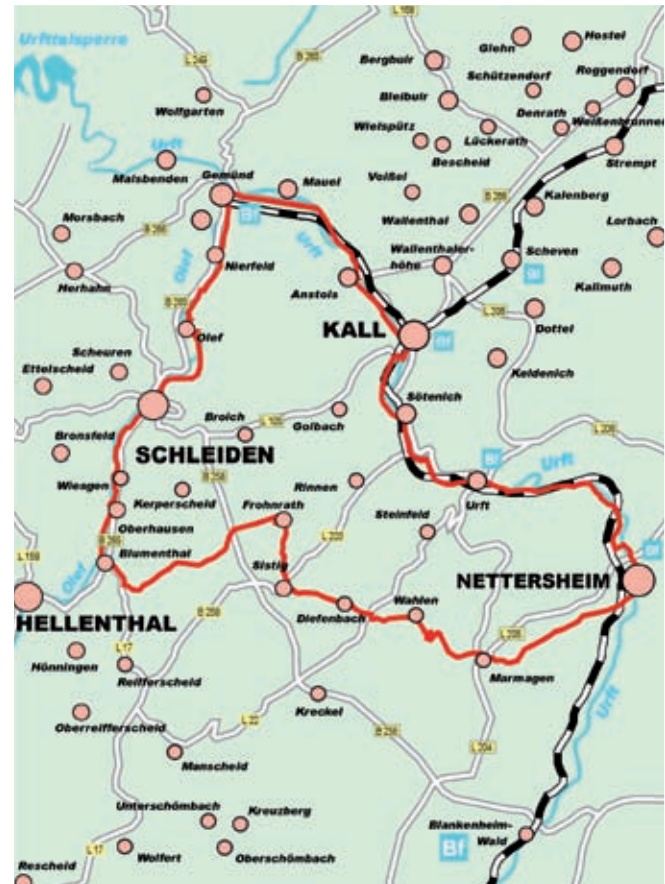 L 159
Urfttalsperre
L 249
B 265
Glehn
Hostel
Bergbuir
Schützendorf
Roggendorf
Wolfgarten
Bleibuir
Denrath
Weißenbrunnen
Wielspütz
Lückerath
Urft
Bescheid
Strempt
Malsbenden
Gemünd
Mauel
Voißel
Bf
B 266
Kalenberg
Morsbach
Wallenthal
Lorbach
B 266
Olef
Urft
Nierfeld
Wallenthaler-
höhe
Scheven
Herhahn
Anstois
Bf
Kallmuth
B 265
L 206
Olef
KALL
Bf
Dottel
Scheuren
Ettelscheid
Keldenich
Sötenich
Broich
L 105
Golbach
Bronsfeld
SCHLEIDEN
L 206
Bf
Urft
Wiesgen
B 258
Rinnen
Kerperscheid
Urft
Frohnrath
Steinfeld
Oberhausen
L 203
B 265
Blumenthal
L 159
Olef
Sistig
Bf
NETTERSHEIM
HELLENTHAL
B 258
Diefenbach
Wahlen
L 205
L 17
Hönningen
Reifferscheid
Marmagen
Kreckel
Urft
Oberreifferscheid
L 22
B 258
L 204
Manscheid
Unterschömbach
Kreuzberg
Blankenheim-
Wald
L 17
Wolfert
Oberschömbach
Bf
Rescheid